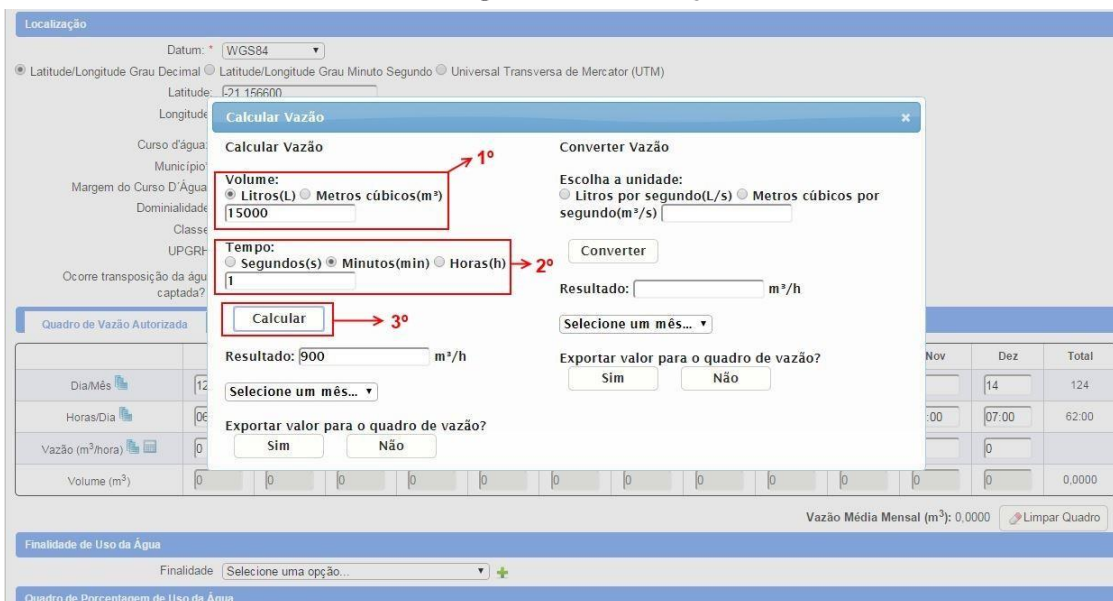 Localização
Datum: * WGS84
Latitude/Longitude Grau Decimal Latitude/Longitude Grau Minuto Segundo Universal Transversa de Mercator (UTM)
Latitude: -21.156600
Longitude
Curso d'água:
Município
Margem do Curso D´Água
Dominialidade
Classe
UPGRH
Ocorre transposição da águ
captada?
Calcular Vazão
Calcular Vazão
Volume:
Litros(L) Metros cúbicos(m³)
15000
1º
Tempo:
Segundos(s) Minutos(min) Horas(h)
1
2º
Calcular
3º
Resultado: 900 m³/h
Selecione um mês...
Exportar valor para o quadro de vazão?
Sim Não
Converter Vazão
Escolha a unidade:
Litros por segundo(L/s) Metros cúbicos por
segundo(m³/s)
Converter
Resultado: m³/h
Selecione um mês...
Exportar valor para o quadro de vazão?
Sim Não
Quadro de Vazão Autorizada
Nov Dez Total
Dia/Mês 12 14 124
Horas/Dia 06 :00 07:00 62:00
Vazão (m³/hora) 0 0
Volume (m³) 0 0 0 0 0 0 0 0 0 0 0 0 0,0000
Vazão Média Mensal (m³): 0,0000 Limpar Quadro
Finalidade de Uso da Água
Finalidade Selecione uma opção...
Quadro de Porcentagem de Uso da Água